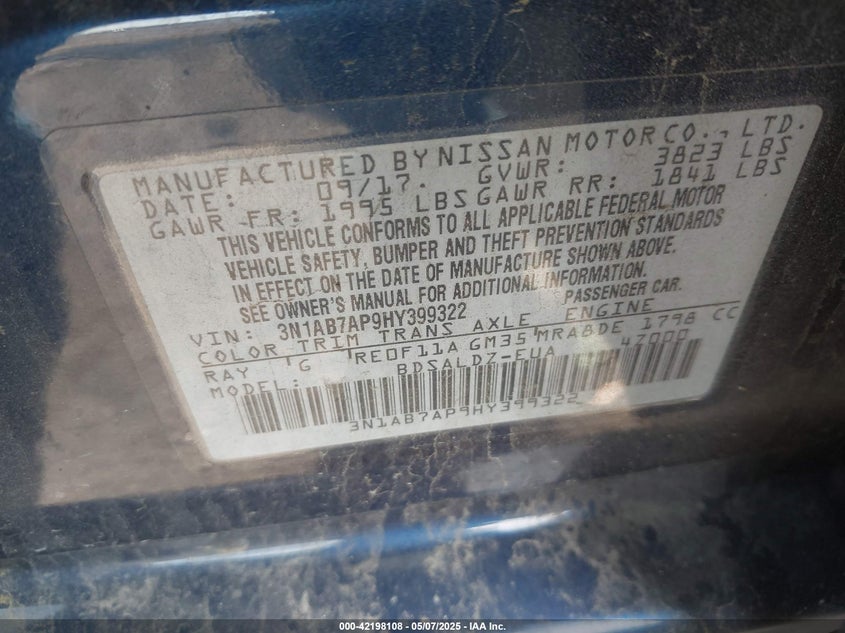 MANUFACTURED BY NISSAN MOTOR CO., LTD.
DATE: 09/17. GVWR: 3823 LBS
GAWR FR: 1995 LBS GAWR RR: 1841 LBS
THIS VEHICLE CONFORMS TO ALL APPLICABLE FEDERAL MOTOR
VEHICLE SAFETY, BUMPER AND THEFT PREVENTION STANDARDS
IN EFFECT ON THE DATE OF MANUFACTURE SHOWN ABOVE.
SEE OWNER'S MANUAL FOR ADDITIONAL INFORMATION.
VIN: 3N1AB7AP9HY399322 PASSENGER CAR.
COLOR TRIM TRANS AXLE ENGINE
RAY G RE0F11A GM35 MRA8DE 1798 CC
MODEL: BDSALDZ-EUA 4Z000
3N1AB7AP9HY399322
000-42198108 - 05/07/2025 - IAA Inc.